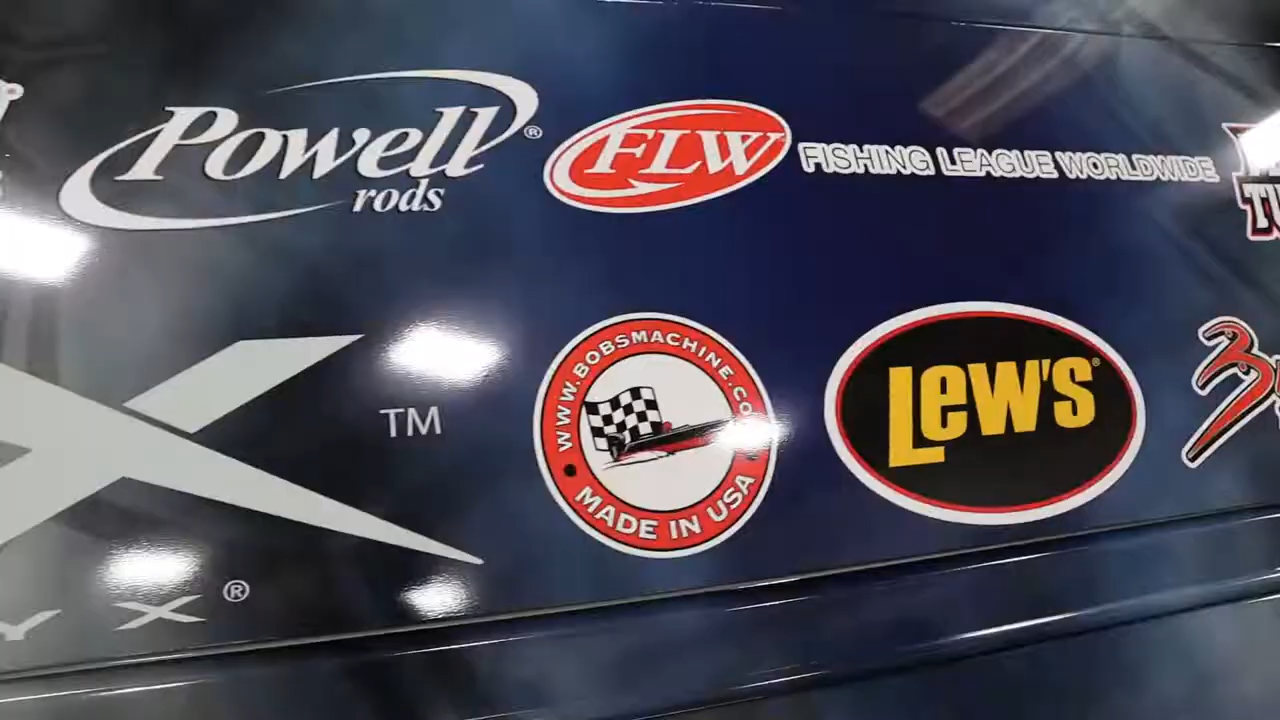 Powell®
rods
FLW
FISHING LEAGUE WORLDWIDE
TM
WWW.BOBSMACHINE.CO
MADE IN USA
LEW'S®
Y X®